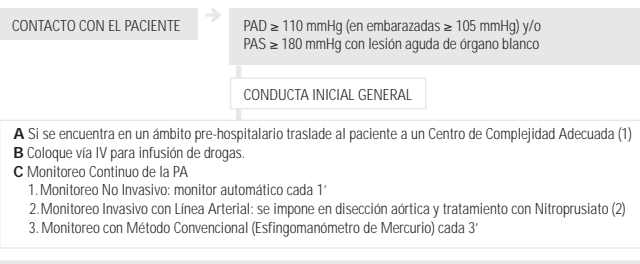 CONTACTO CON EL PACIENTE
PAD ≥ 110 mmHg (en embarazadas ≥ 105 mmHg) y/o
PAS ≥ 180 mmHg con lesión aguda de órgano blanco
CONDUCTA INICIAL GENERAL
A Si se encuentra en un ámbito pre-hospitalario traslade al paciente a un Centro de Complejidad Adecuada (1)
B Coloque vía IV para infusión de drogas.
C Monitoreo Continuo de la PA
1. Monitoreo No Invasivo: monitor automático cada 1′
2. Monitoreo Invasivo con Línea Arterial: se impone en disección aórtica y tratamiento con Nitroprusiato (2)
3. Monitoreo con Método Convencional (Esfingomanómetro de Mercurio) cada 3′